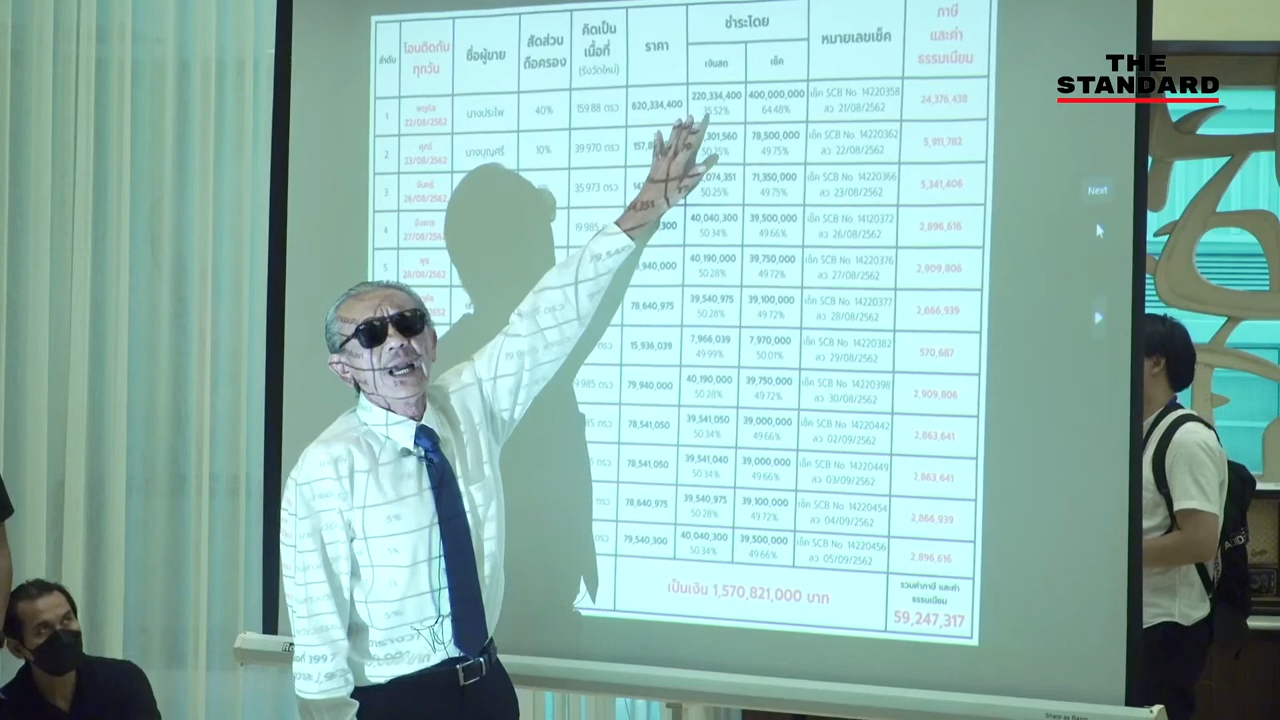 THE
STANDARD
Next
ลำดับ
โอนติดกัน
ทุกวัน
ชื่อผู้ขาย
สัดส่วน
ถือครอง
คิดเป็น
เนื้อที่
(รังวัดใหม่)
ราคา
ชำระโดย
เงินสด
เช็ค
หมายเลขเช็ค
ภาษี
และค่า
ธรรมเนียม
1
พฤหัส
22/08/2562
นางประไพ
40%
159.88 ตรว
620,334,400
220,334,400
35.52%
400,000,000
64.48%
เช็ค SCB No. 14220358
ลว 21/08/2562
24,376,438
2
ศุกร์
23/08/2562
นางบุญศรี
10%
39.970 ตรว
50.25%
78,500,000
49.75%
เช็ค SCB No. 14220362
ลว 22/08/2562
5,911,782
3
จันทร์
26/08/2562
35.973 ตรว
50.25%
71,350,000
49.75%
เช็ค SCB No. 14220366
ลว 23/08/2562
5,341,406
4
อังคาร
27/08/2562
40,040,300
50.34%
39,500,000
49.66%
เช็ค SCB No. 14120372
ลว 26/08/2562
2,896,616
5
พุธ
28/08/2562
40,190,000
50.28%
39,750,000
49.72%
เช็ค SCB No. 14220376
ลว 27/08/2562
2,909,806
78,640,975
39,540,975
50.28%
39,100,000
49.72%
เช็ค SCB No. 14220377
ลว 28/08/2562
2,866,939
ตรว
15,936,039
7,966,039
49.99%
7,970,000
50.01%
เช็ค SCB No. 14220382
ลว 29/08/2562
570,687
ตรว
79,940,000
40,190,000
50.28%
39,750,000
49.72%
เช็ค SCB No. 14220398
ลว 30/08/2562
2,909,806
ตรว
78,541,050
39,541,050
50.34%
39,000,000
49.66%
เช็ค SCB No. 14220442
ลว 02/09/2562
2,863,641
ตรว
78,541,050
39,541,040
50.34%
39,000,000
49.66%
เช็ค SCB No. 14220449
ลว 03/09/2562
2,863,641
ตรว
78,640,975
39,540,975
50.28%
39,100,000
49.72%
เช็ค SCB No. 14220454
ลว 04/09/2562
2,866,939
ตรว
79,540,300
40,040,300
50.34%
39,500,000
49.66%
เช็ค SCB No. 14220456
ลว 05/09/2562
2,896,616
เป็นเงิน 1,570,821,000 บาท
รวมค่าภาษี และค่า
ธรรมเนียม
59,247,317